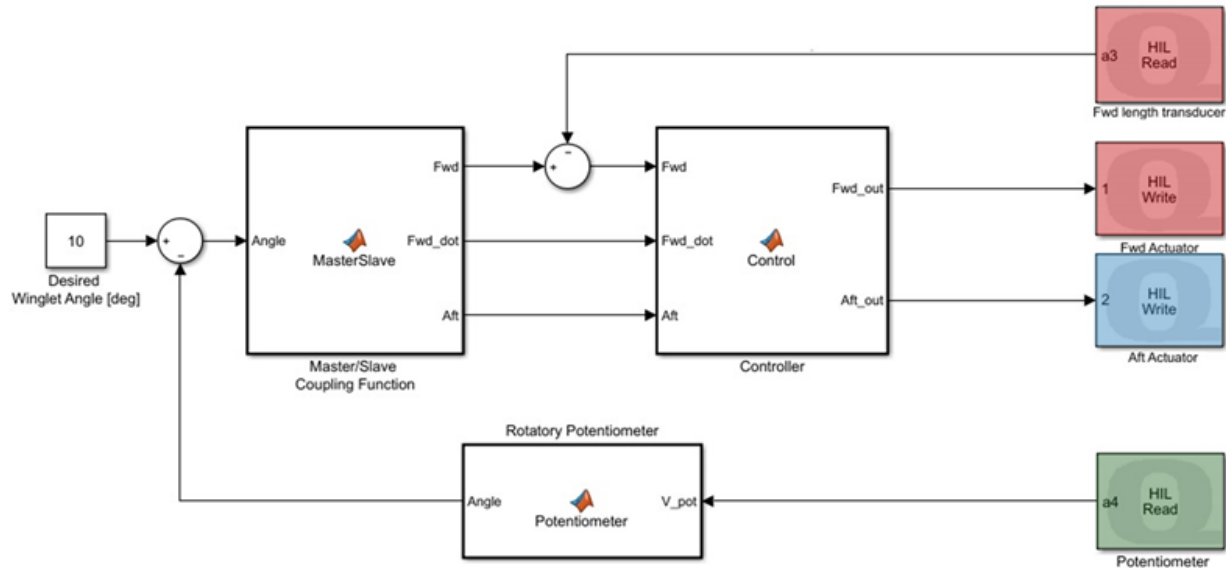 a3
HIL
Read
Fwd length transducer
Fwd
+
−
Fwd
Fwd_out
1
HIL
Write
Fwd Actuator
10
Desired
Winglet Angle [deg]
+
−
Angle
MasterSlave
Fwd_dot
Fwd_dot
Control
Aft
Aft
Aft_out
2
HIL
Write
Aft Actuator
Master/Slave
Coupling Function
Controller
Rotatory Potentiometer
Angle
Potentiometer
V_pot
a4
HIL
Read
Potentiometer